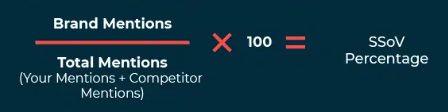 Brand Mentions
Total Mentions
(Your Mentions + Competitor
Mentions)
× 100 =
SSoV
Percentage